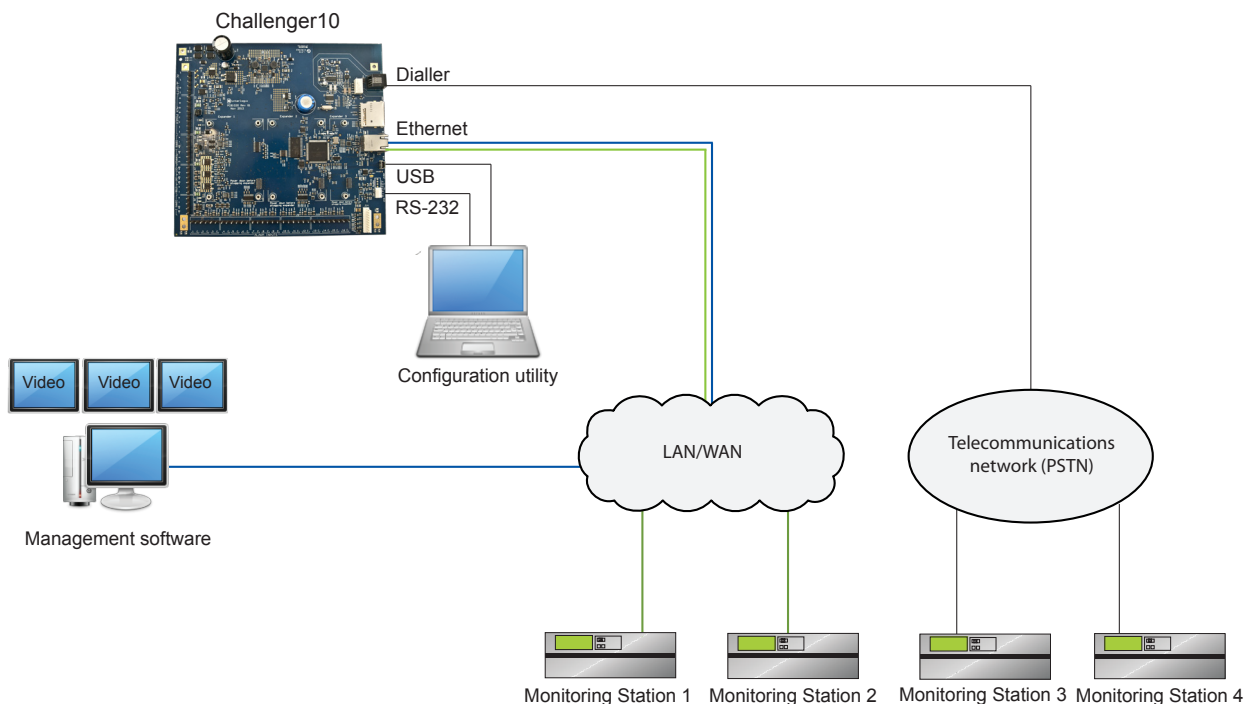 Challenger10
Dialler
Ethernet
USB
RS-232
Configuration utility
Video
Video
Video
Management software
LAN/WAN
Telecommunications
network (PSTN)
Monitoring Station 1
Monitoring Station 2
Monitoring Station 3
Monitoring Station 4